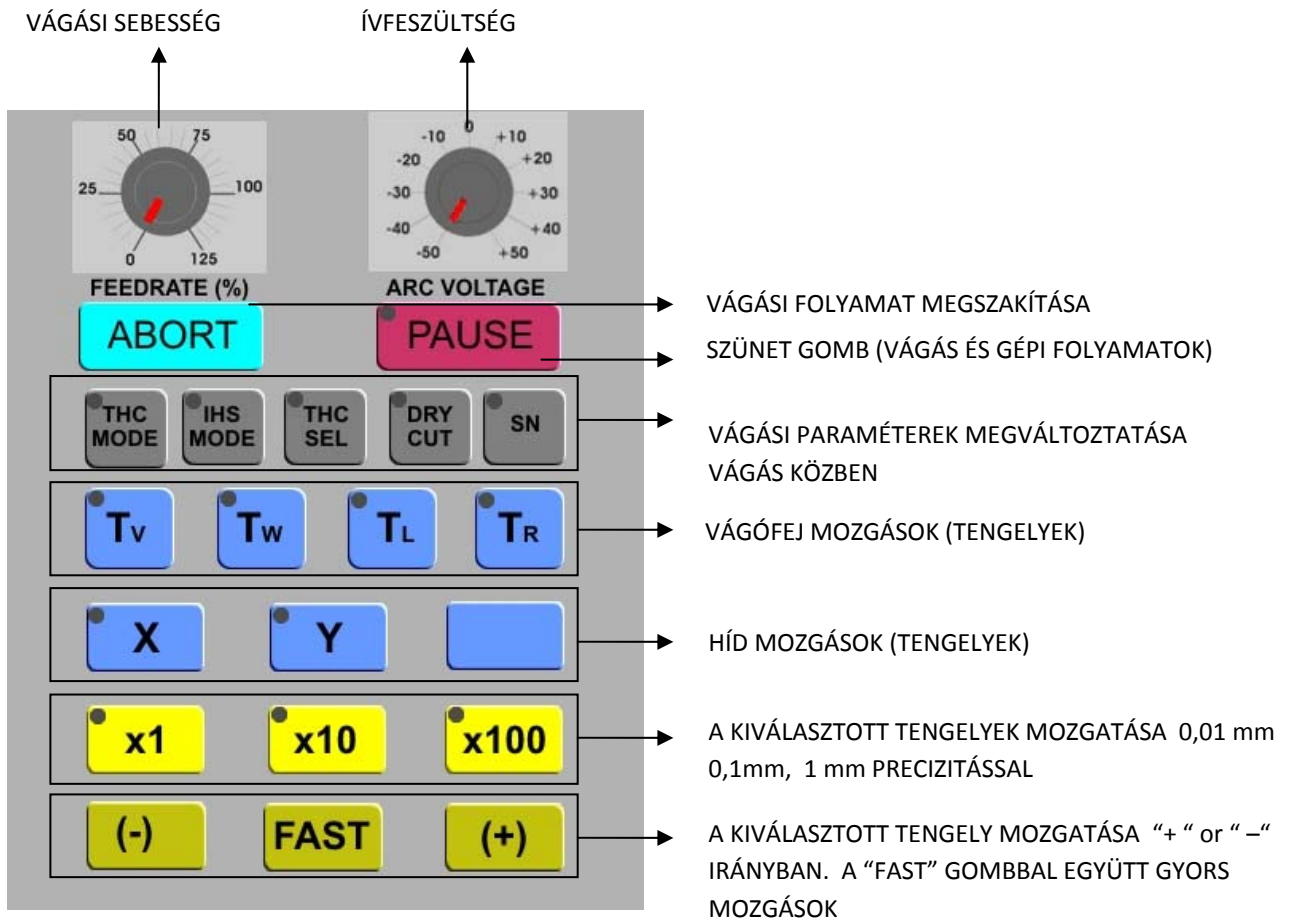 VÁGÁSI SEBESSÉG
ÍVFESZÜLTSÉG
50 75
25 100
0 125
-10 0 +10
-20 +20
-30 +30
-40 +40
-50 +50
FEEDRATE (%)
ARC VOLTAGE
ABORT
PAUSE
VÁGÁSI FOLYAMAT MEGSZAKÍTÁSA
SZÜNET GOMB (VÁGÁS ÉS GÉPI FOLYAMATOK)
THC
MODE
IHS
MODE
THC
SEL
DRY
CUT
SN
VÁGÁSI PARAMÉTEREK MEGVÁLTOZTATÁSA
VÁGÁS KÖZBEN
TV
TW
TL
TR
VÁGÓFEJ MOZGÁSOK (TENGELYEK)
X
Y
HÍD MOZGÁSOK (TENGELYEK)
x1
x10
x100
A KIVÁLASZTOTT TENGELYEK MOZGATÁSA 0,01 mm
0,1mm, 1 mm PRECIZITÁSSAL
(-)
FAST
(+)
A KIVÁLASZTOTT TENGELY MOZGATÁSA “+ “ or “ –“
IRÁNYBAN. A “FAST” GOMBBAL EGYÜTT GYORS
MOZGÁSOK